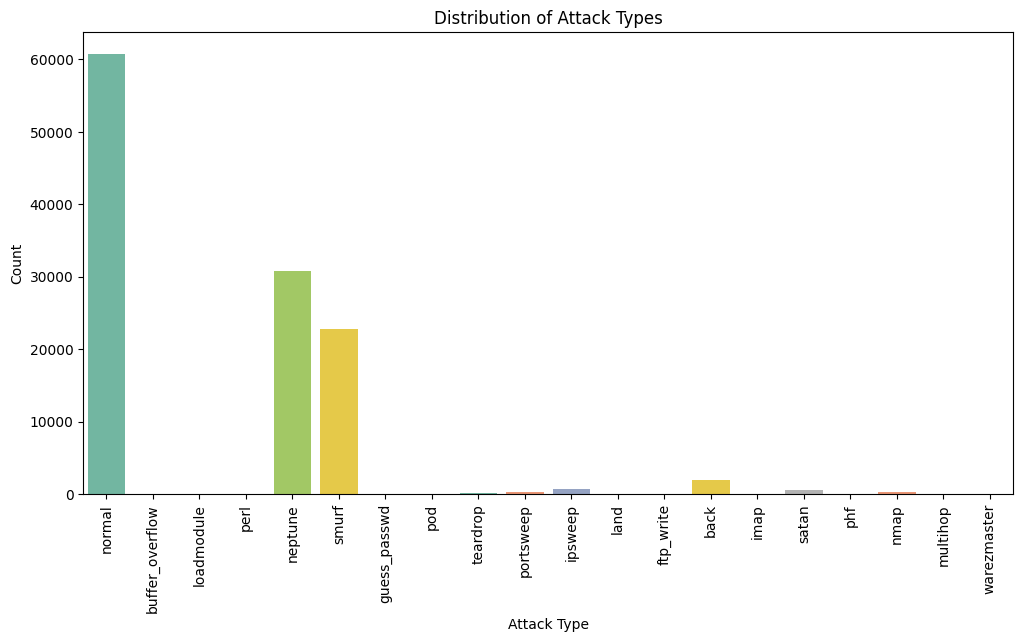 Distribution of Attack Types
Count
60000
50000
40000
30000
20000
10000
0
normal
buffer_overflow
loadmodule
perl
neptune
smurf
guess_passwd
pod
teardrop
portsweep
ipsweep
land
ftp_write
back
imap
satan
phf
nmap
multihop
warezmaster
Attack Type